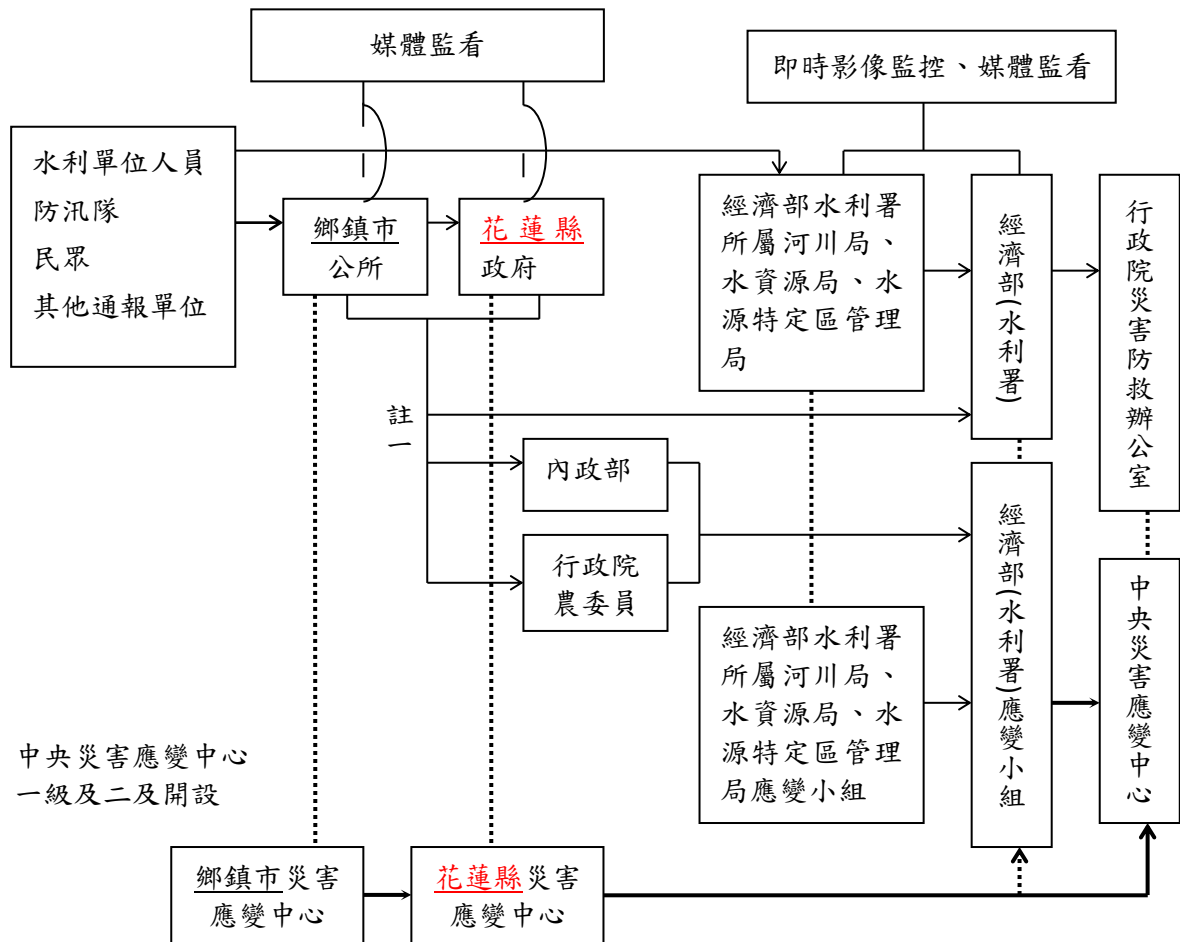 媒體監看
即時影像監控、媒體監看
水利單位人員
防汛隊
民眾
其他通報單位
鄉鎮市
公所
花蓮縣
政府
經濟部水利署
所屬河川局、
水資源局、水
源特定區管理
局
經濟部(水利署)
行政院災害防救辦公室
註一
內政部
行政院
農委員
經濟部水利署
所屬河川局、
水資源局、水
源特定區管理
局應變小組
經濟部(水利署)應變小組
中央災害應變中心
中央災害應變中心
一級及二及開設
鄉鎮市災害
應變中心
花蓮縣災害
應變中心